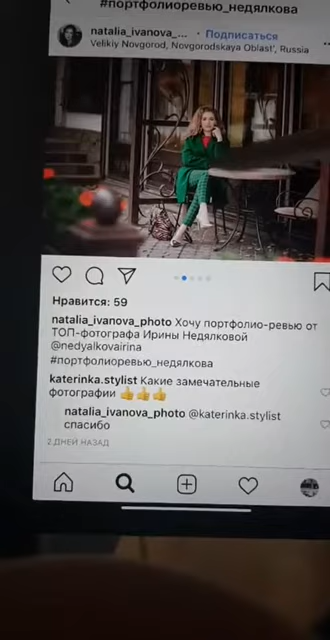 #портфолиоревью_недялкова
natalia_ivanova_... · Подписаться
Velikiy Novgorod, Novgorodskaya Oblast', Russia
Нравится: 59
natalia_ivanova_photo Хочу портфолио-ревью от
ТОП-фотографа Ирины Недялковой
@nedyalkovairina
#портфолиоревью_недялкова
katerinka.stylist Какие замечательные
фотографии 👍👍👍
natalia_ivanova_photo @katerinka.stylist
спасибо
2 ДНЕЙ НАЗАД